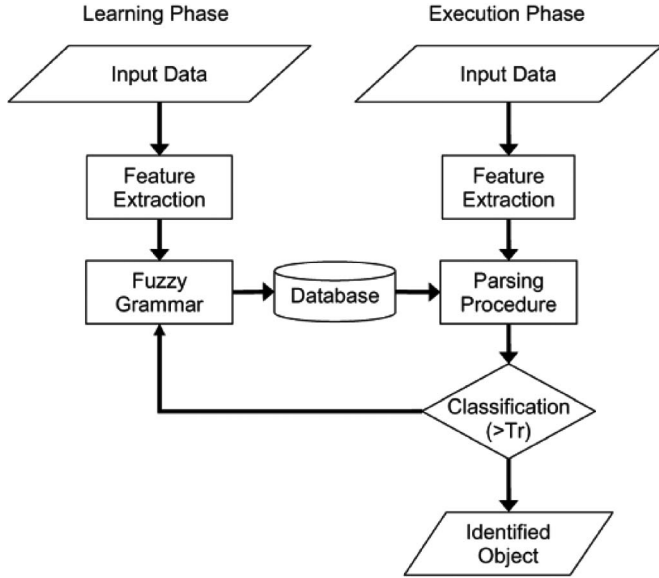 Learning Phase
Execution Phase
Input Data
Input Data
Feature
Extraction
Feature
Extraction
Fuzzy
Grammar
Database
Parsing
Procedure
Classification
(>Tr)
Identified
Object